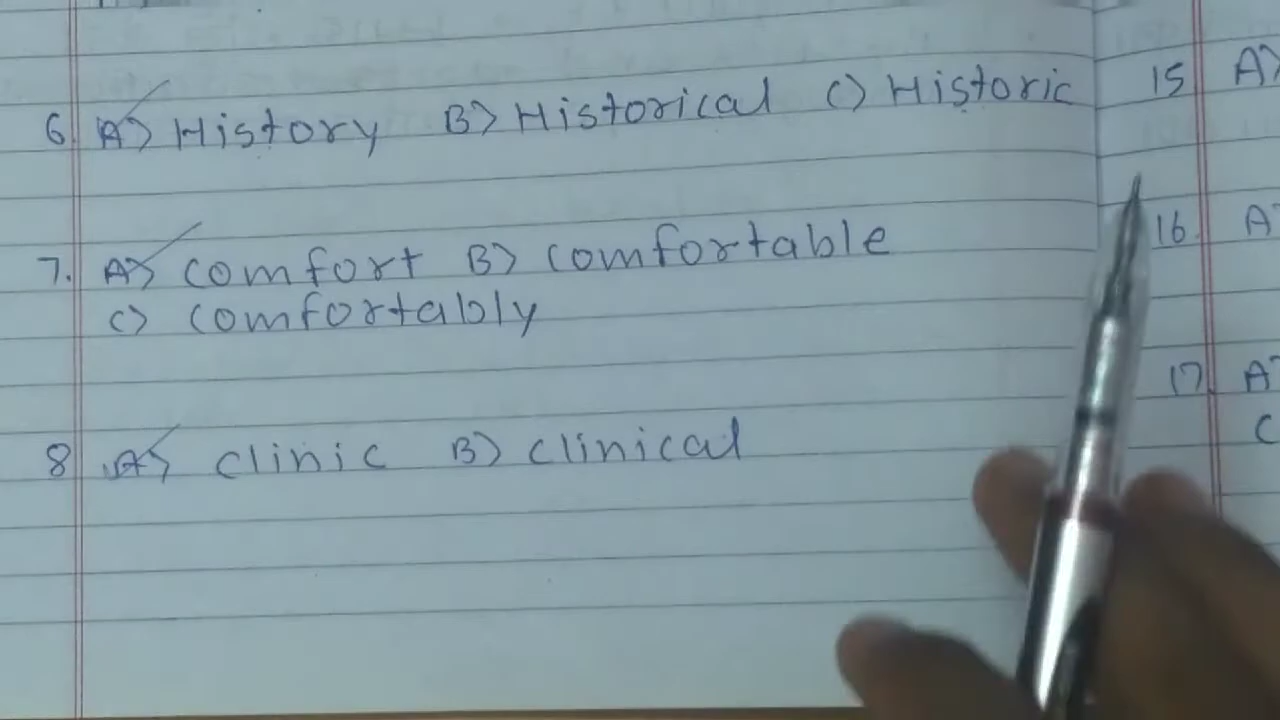 6. A) History B) Historical C) Historic
7. A) comfort B) comfortable
C) comfortably
8 A) clinic B) clinical
15 A)
16. A
17. A
C